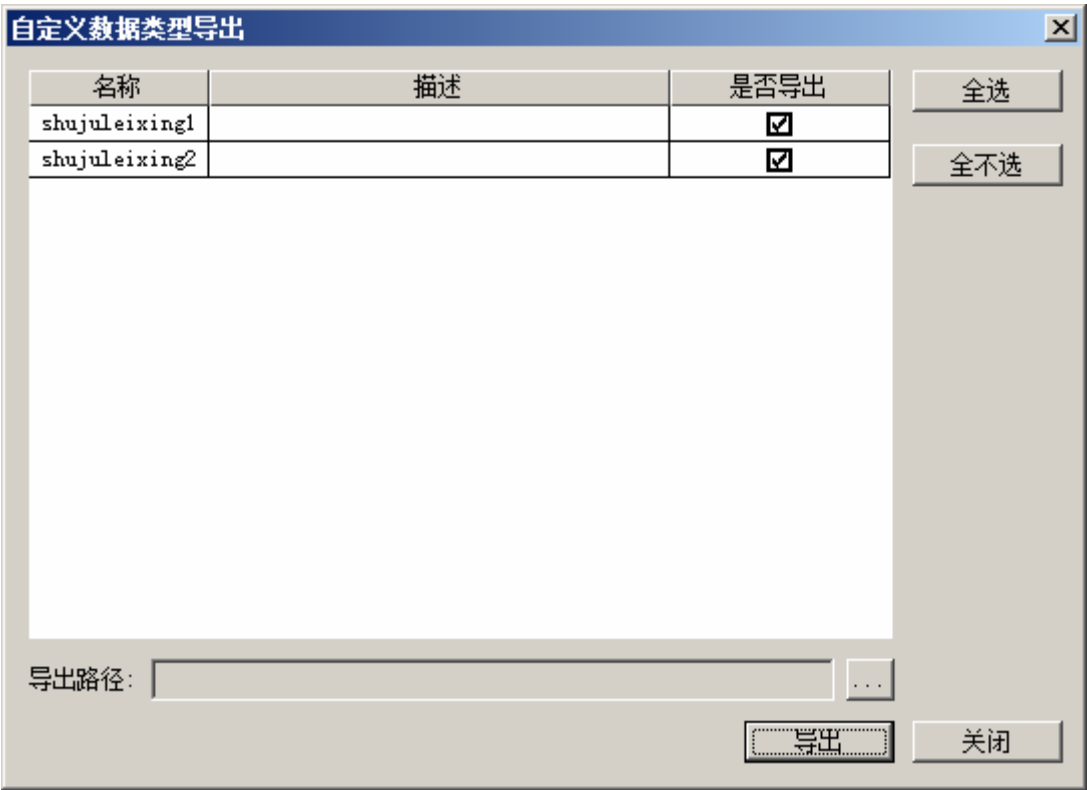 自定义数据类型导出
名称 描述 是否导出 全选
shujuleixing1
shujuleixing2 全不选
导出路径: ...
导出 关闭